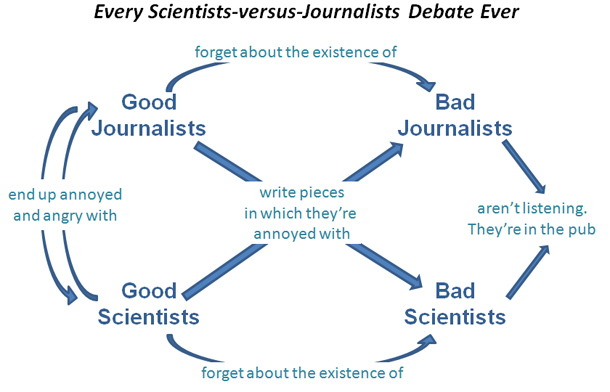 Every Scientists-versus-Journalists Debate Ever
forget about the existence of
Good
Journalists
Bad
Journalists
end up annoyed
and angry with
write pieces
in which they’re
annoyed with
aren’t listening.
They’re in the pub
Good
Scientists
Bad
Scientists
forget about the existence of